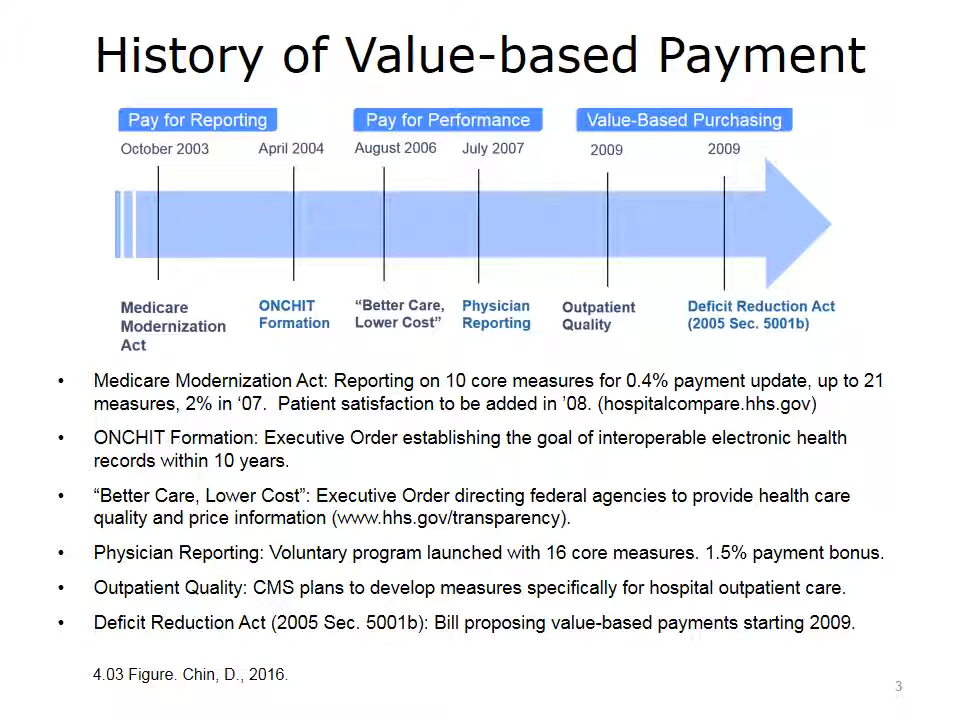 History of Value-based Payment
Pay for Reporting
Pay for Performance
Value-Based Purchasing
October 2003
April 2004
August 2006
July 2007
2009
2009
Medicare
Modernization
Act
ONCHIT
Formation
“Better Care,
Lower Cost”
Physician
Reporting
Outpatient
Quality
Deficit Reduction Act
(2005 Sec. 5001b)
• Medicare Modernization Act: Reporting on 10 core measures for 0.4% payment update, up to 21
measures, 2% in ‘07. Patient satisfaction to be added in ’08. (hospitalcompare.hhs.gov)
• ONCHIT Formation: Executive Order establishing the goal of interoperable electronic health
records within 10 years.
• “Better Care, Lower Cost”: Executive Order directing federal agencies to provide health care
quality and price information (www.hhs.gov/transparency).
• Physician Reporting: Voluntary program launched with 16 core measures. 1.5% payment bonus.
• Outpatient Quality: CMS plans to develop measures specifically for hospital outpatient care.
• Deficit Reduction Act (2005 Sec. 5001b): Bill proposing value-based payments starting 2009.
4.03 Figure. Chin, D., 2016.
3